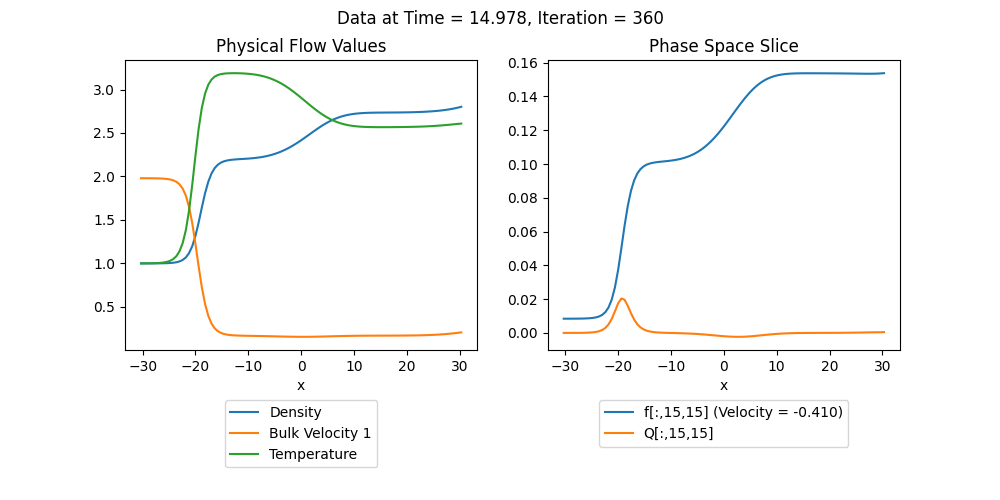 Data at Time = 14.978, Iteration = 360
Physical Flow Values
3.0
2.5
2.0
1.5
1.0
0.5
−30
−20
−10
0
10
20
30
x
Density
Bulk Velocity 1
Temperature
Phase Space Slice
0.16
0.14
0.12
0.10
0.08
0.06
0.04
0.02
0.00
−30
−20
−10
0
10
20
30
x
f[:,15,15] (Velocity = -0.410)
Q[:,15,15]